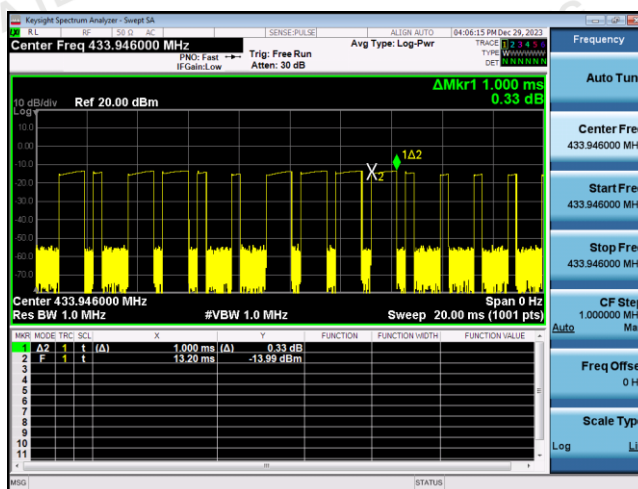 Keysight Spectrum Analyzer - Swept SA
RL RF 50 Ω AC SENSE:PULSE ALIGN AUTO 04:06:15 PM Dec 29, 2023
Center Freq 433.946000 MHz
PNO: Fast
IFGain:Low
Trig: Free Run
Atten: 30 dB
Avg Type: Log-Pwr
TRACE 1 2 3 4 5 6
TYPE
DET N N N N N N
ΔMkr1 1.000 ms
0.33 dB
10 dB/div Ref 20.00 dBm
Log
10.0
0.00
-10.0
-20.0
-30.0
-40.0
-50.0
-60.0
-70.0
1Δ2
X2
Center 433.946000 MHz Span 0 Hz
Res BW 1.0 MHz #VBW 1.0 MHz Sweep 20.00 ms (1001 pts)
MKR MODE TRC SCL X Y FUNCTION FUNCTION WIDTH FUNCTION VALUE
1 Δ2 1 t (Δ) 1.000 ms (Δ) 0.33 dB
2 F 1 t 13.20 ms -13.99 dBm
3
4
5
6
7
8
9
10
11
MSG STATUS
Frequency
Auto Tun
Center Fre
433.946000 MH
Start Fre
433.946000 MH
Stop Fre
433.946000 MH
CF Step
1.000000 MH
Auto Ma
Freq Offse
0 H
Scale Type
Log Li